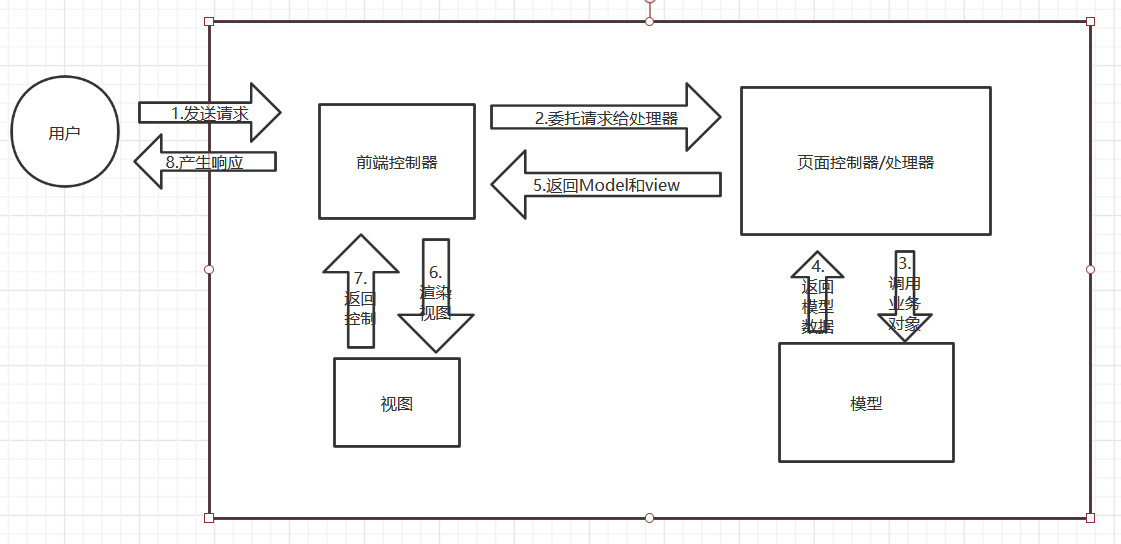 用户
1.发送请求
8.产生响应
前端控制器
2.委托请求给处理器
5.返回Model和view
页面控制器/处理器
7.
返回
控制
6.
渲染
视图
4.
返回
模型
数据
3.
调用
业务
对象
视图
模型